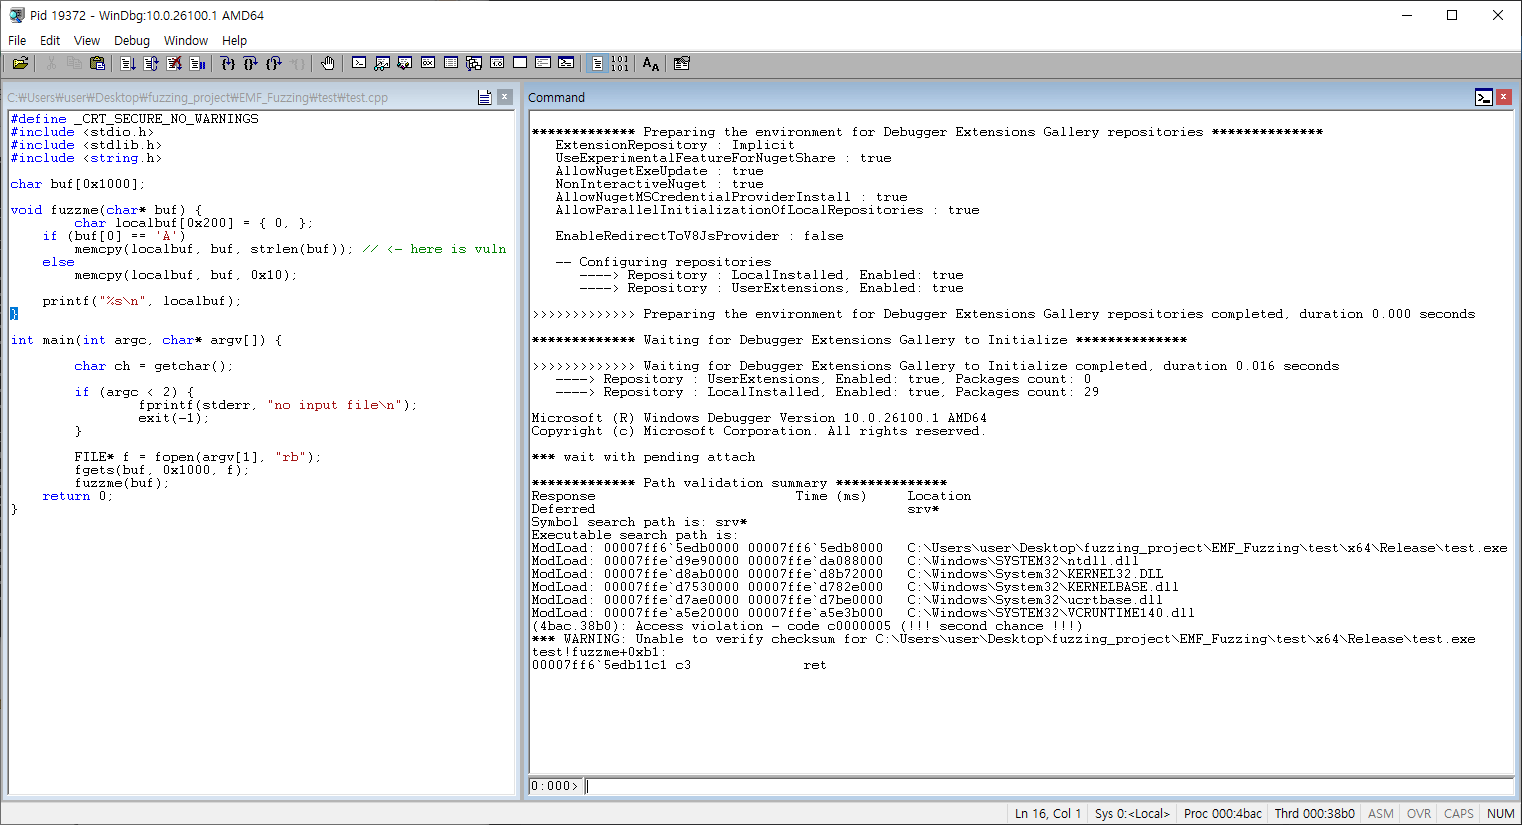 Pid 19372 - WinDbg:10.0.26100.1 AMD64
File Edit View Debug Window Help
C:₩Users₩user₩Desktop₩fuzzing_project₩EMF_Fuzzing₩test₩test.cpp
#define _CRT_SECURE_NO_WARNINGS
#include <stdio.h>
#include <stdlib.h>
#include <string.h>
char buf[0x1000];
void fuzzme(char* buf) {
char localbuf[0x200] = { 0, };
if (buf[0] == 'A')
memcpy(localbuf, buf, strlen(buf)); // <- here is vuln
else
memcpy(localbuf, buf, 0x10);
printf("%s\n", localbuf);
}
int main(int argc, char* argv[]) {
char ch = getchar();
if (argc < 2) {
fprintf(stderr, "no input file\n");
exit(-1);
}
FILE* f = fopen(argv[1], "rb");
fgets(buf, 0x1000, f);
fuzzme(buf);
return 0;
}
Command
************* Preparing the environment for Debugger Extensions Gallery repositories **************
ExtensionRepository : Implicit
UseExperimentalFeatureForNugetShare : true
AllowNugetExeUpdate : true
NonInteractiveNuget : true
AllowNugetMSCredentialProviderInstall : true
AllowParallelInitializationOfLocalRepositories : true
EnableRedirectToV8JsProvider : false
-- Configuring repositories
----> Repository : LocalInstalled, Enabled: true
----> Repository : UserExtensions, Enabled: true
>>>>>>>>>>>>> Preparing the environment for Debugger Extensions Gallery repositories completed, duration 0.000 seconds
************* Waiting for Debugger Extensions Gallery to Initialize **************
>>>>>>>>>>>>> Waiting for Debugger Extensions Gallery to Initialize completed, duration 0.016 seconds
----> Repository : UserExtensions, Enabled: true, Packages count: 0
----> Repository : LocalInstalled, Enabled: true, Packages count: 29
Microsoft (R) Windows Debugger Version 10.0.26100.1 AMD64
Copyright (c) Microsoft Corporation. All rights reserved.
*** wait with pending attach
************* Path validation summary **************
Response Time (ms) Location
Deferred srv*
Symbol search path is: srv*
Executable search path is:
ModLoad: 00007ff6`5edb0000 00007ff6`5edb8000 C:\Users\user\Desktop\fuzzing_project\EMF_Fuzzing\test\x64\Release\test.exe
ModLoad: 00007ffe`d9e90000 00007ffe`da088000 C:\Windows\SYSTEM32\ntdll.dll
ModLoad: 00007ffe`d8ab0000 00007ffe`d8b72000 C:\Windows\System32\KERNEL32.DLL
ModLoad: 00007ffe`d7530000 00007ffe`d782e000 C:\Windows\System32\KERNELBASE.dll
ModLoad: 00007ffe`d7ae0000 00007ffe`d7be0000 C:\Windows\System32\ucrtbase.dll
ModLoad: 00007ffe`a5e20000 00007ffe`a5e3b000 C:\Windows\SYSTEM32\VCRUNTIME140.dll
(4bac.38b0): Access violation - code c0000005 (!!! second chance !!!)
*** WARNING: Unable to verify checksum for C:\Users\user\Desktop\fuzzing_project\EMF_Fuzzing\test\x64\Release\test.exe
test!fuzzme+0xb1:
00007ff6`5edb11c1 c3 ret
0:000>
Ln 16, Col 1 Sys 0:<Local> Proc 000:4bac Thrd 000:38b0 ASM OVR CAPS NUM